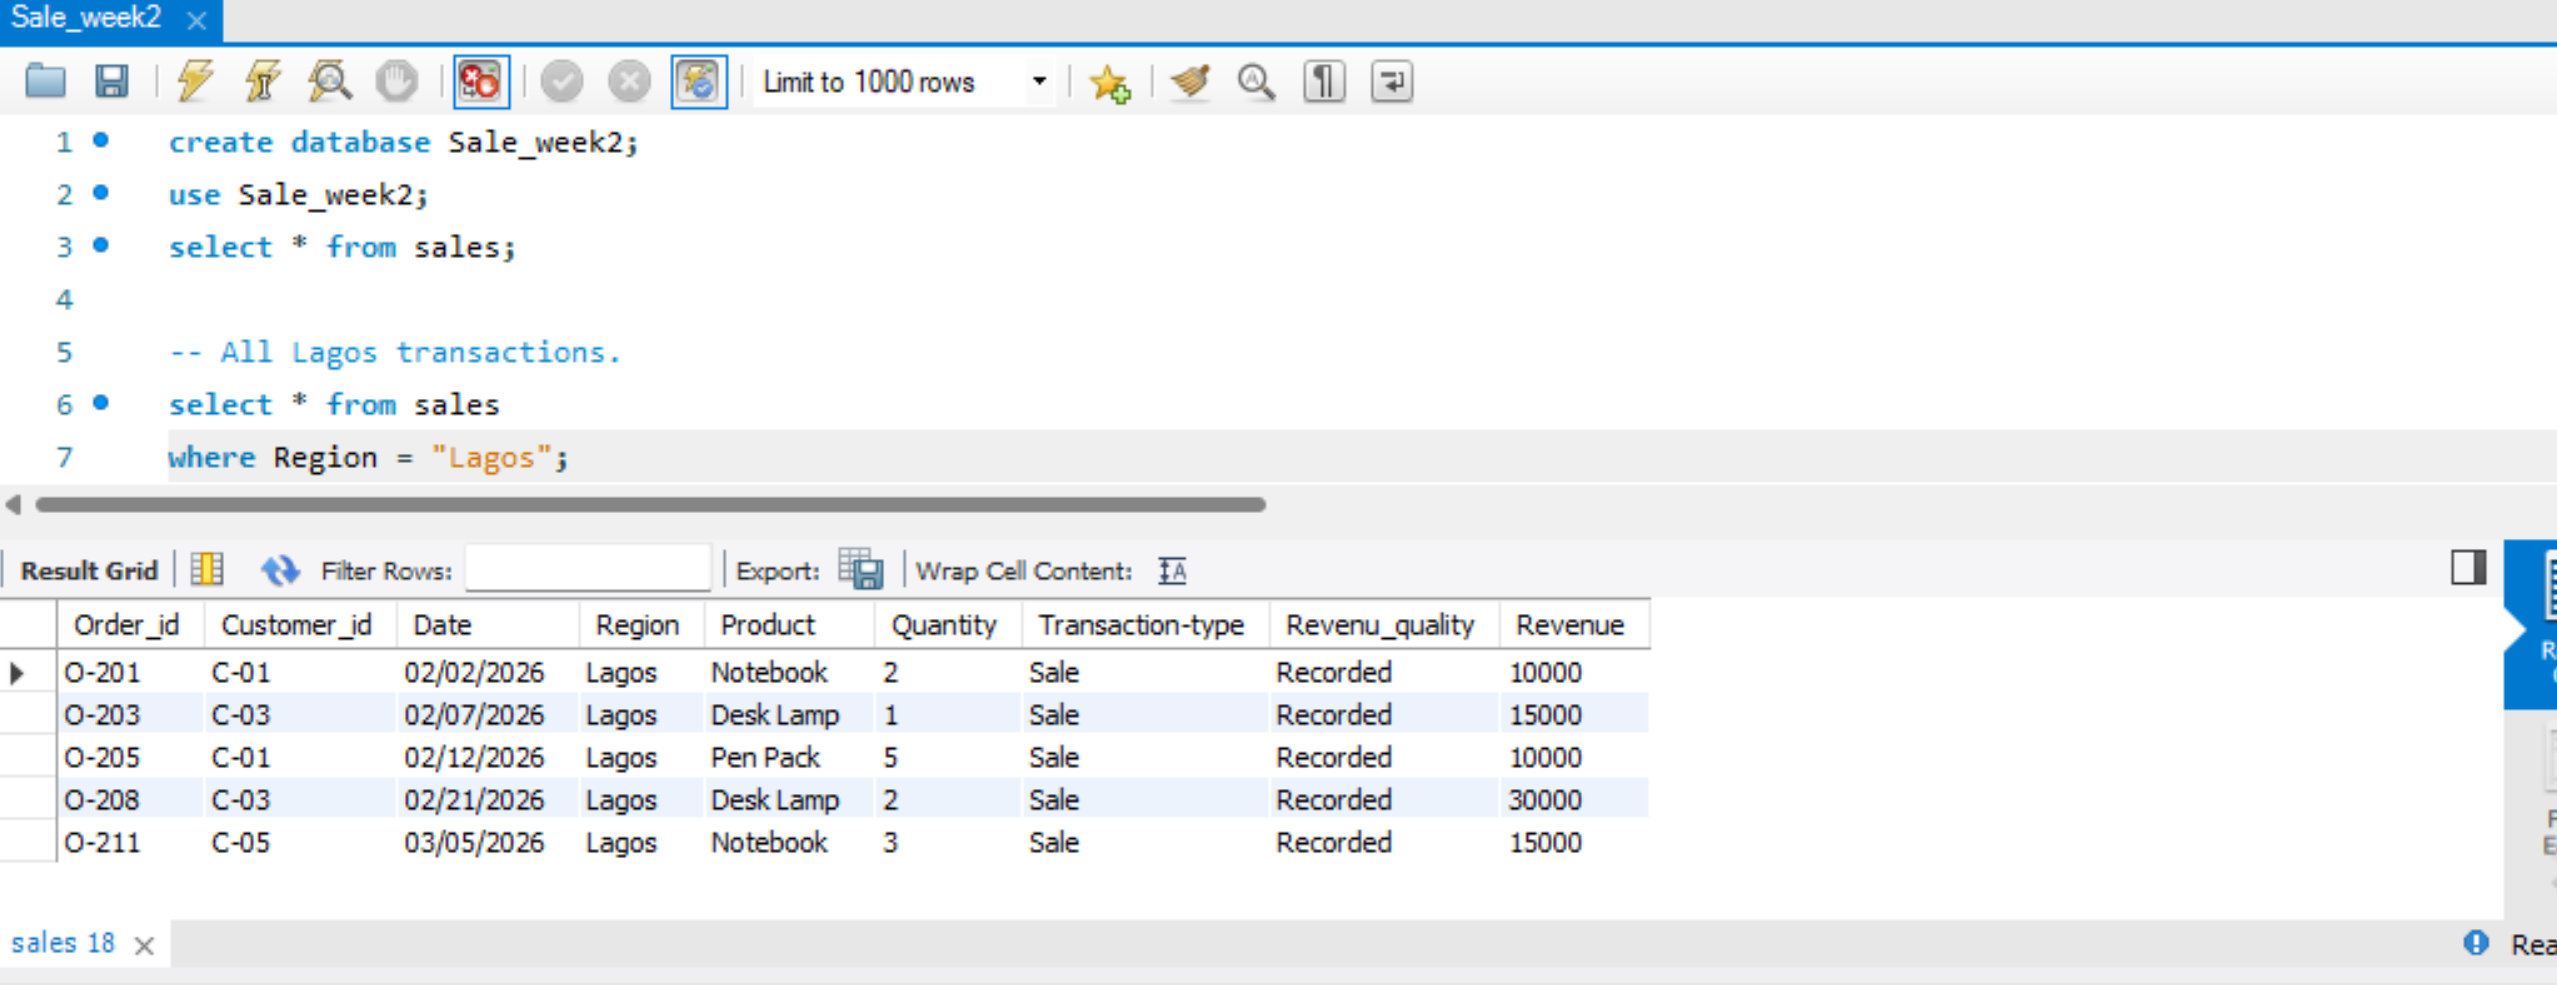 Sale_week2
Limit to 1000 rows
1 create database Sale_week2;
2 use Sale_week2;
3 select * from sales;
4
5 -- All Lagos transactions.
6 select * from sales
7 where Region = "Lagos";
Result Grid Filter Rows: Export: Wrap Cell Content:
Order_id Customer_id Date Region Product Quantity Transaction-type Revenu_quality Revenue
O-201 C-01 02/02/2026 Lagos Notebook 2 Sale Recorded 10000
O-203 C-03 02/07/2026 Lagos Desk Lamp 1 Sale Recorded 15000
O-205 C-01 02/12/2026 Lagos Pen Pack 5 Sale Recorded 10000
O-208 C-03 02/21/2026 Lagos Desk Lamp 2 Sale Recorded 30000
O-211 C-05 03/05/2026 Lagos Notebook 3 Sale Recorded 15000
sales 18